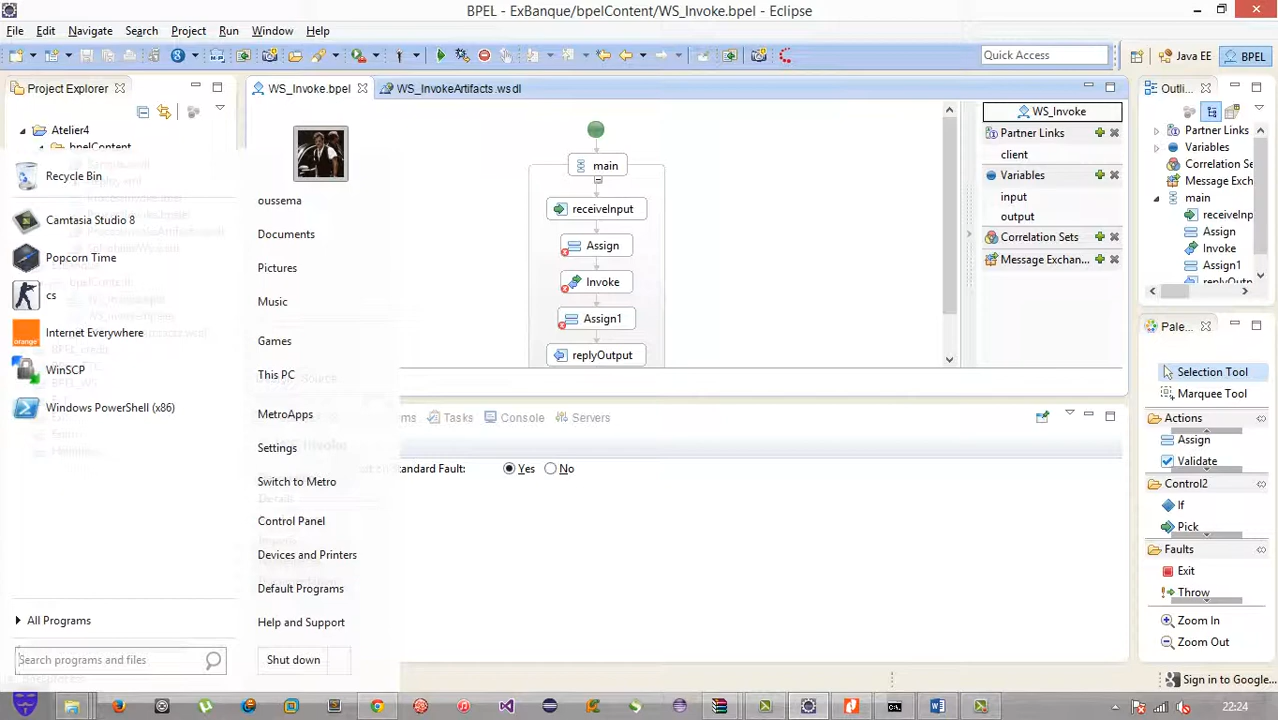 BPEL - ExBanque/bpelContent/WS_Invoke.bpel - Eclipse
File Edit Navigate Search Project Run Window Help
Quick Access
Java EE
BPEL
Project Explorer
Atelier4
bpelContent
Recycle Bin
Camtasia Studio 8
Popcorn Time
cs
Internet Everywhere
WinSCP
Windows PowerShell (x86)
All Programs
Search programs and files
oussema
Documents
Pictures
Music
Games
This PC
MetroApps
Settings
Switch to Metro
Control Panel
Devices and Printers
Default Programs
Help and Support
Shut down
WS_Invoke.bpel
WS_InvokeArtifacts.wsdl
main
receiveInput
Assign
Invoke
Assign1
replyOutput
WS_Invoke
Partner Links
client
Variables
input
output
Correlation Sets
Message Exchan...
Tasks
Console
Servers
Standard Fault:
Yes
No
Outli...
Partner Links
Variables
Correlation Se
Message Exch
main
receiveInp
Assign
Invoke
Assign1
replyOutp
Pale...
Selection Tool
Marquee Tool
Actions
Assign
Validate
Control2
If
Pick
Faults
Exit
Throw
Zoom In
Zoom Out
Sign in to Google...
22:24